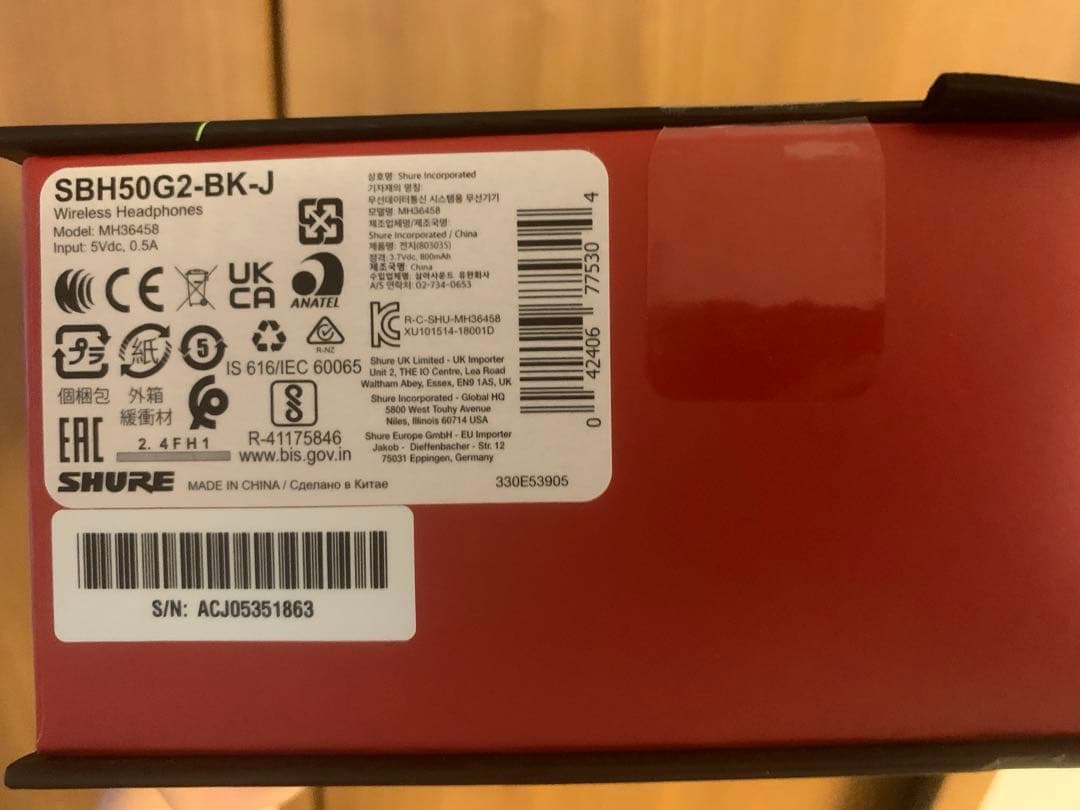 SBH50G2-BK-J
Wireless Headphones
Model: MH36458
Input: 5Vdc, 0.5A
CE
UK
CA
ANATEL
プラ
紙
5
R-NZ
IS 616/IEC 60065
個梱包
外箱
緩衝材
EAC
2. 4 F H 1
R-41175846
www.bis.gov.in
SHURE
MADE IN CHINA / Сделано в Китае
상호명: Shure Incorporated
기자재의 명칭:
무선데이터통신 시스템용 무선기기
모델명: MH36458
제조업체명/제조국명:
Shure Incorporated / China
제품명: 전지(803035)
정격: 3.7Vdc, 800mAh
제조국명: China
수입업체명: 삼아사운드 유한회사
A/S 연락처: 02-734-0653
R-C-SHU-MH36458
XU101514-18001D
Shure UK Limited - UK Importer
Unit 2, THE IO Centre, Lea Road
Waltham Abey, Essex, EN9 1AS, UK
Shure Incorporated - Global HQ
5800 West Touhy Avenue
Niles, Illinois 60714 USA
Shure Europe GmbH - EU Importer
Jakob - Dieffenbacher - Str. 12
75031 Eppingen, Germany
330E53905
0 42406 77530 4
S/N: ACJ05351863